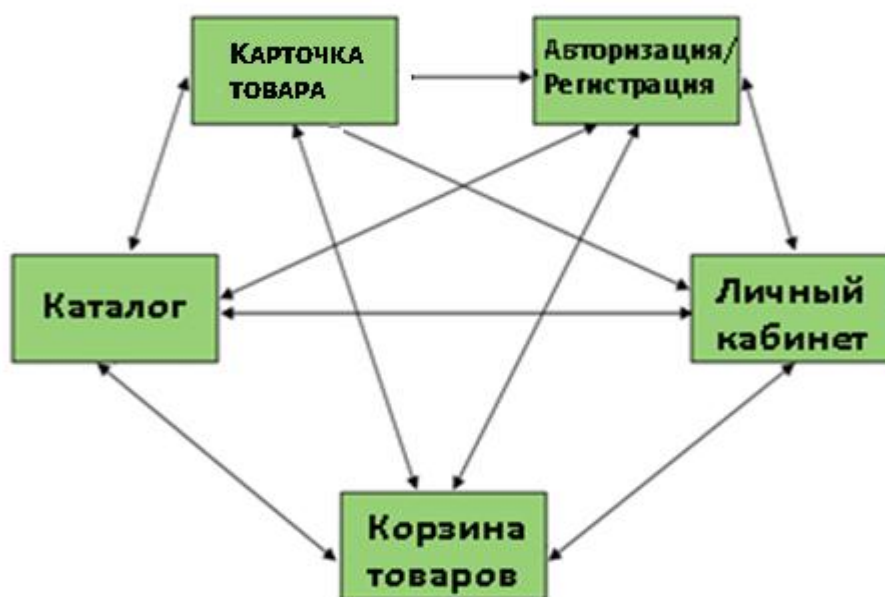 Карточка
товара
Авторизация/
Регистрация
Каталог
Личный
кабинет
Корзина
товаров